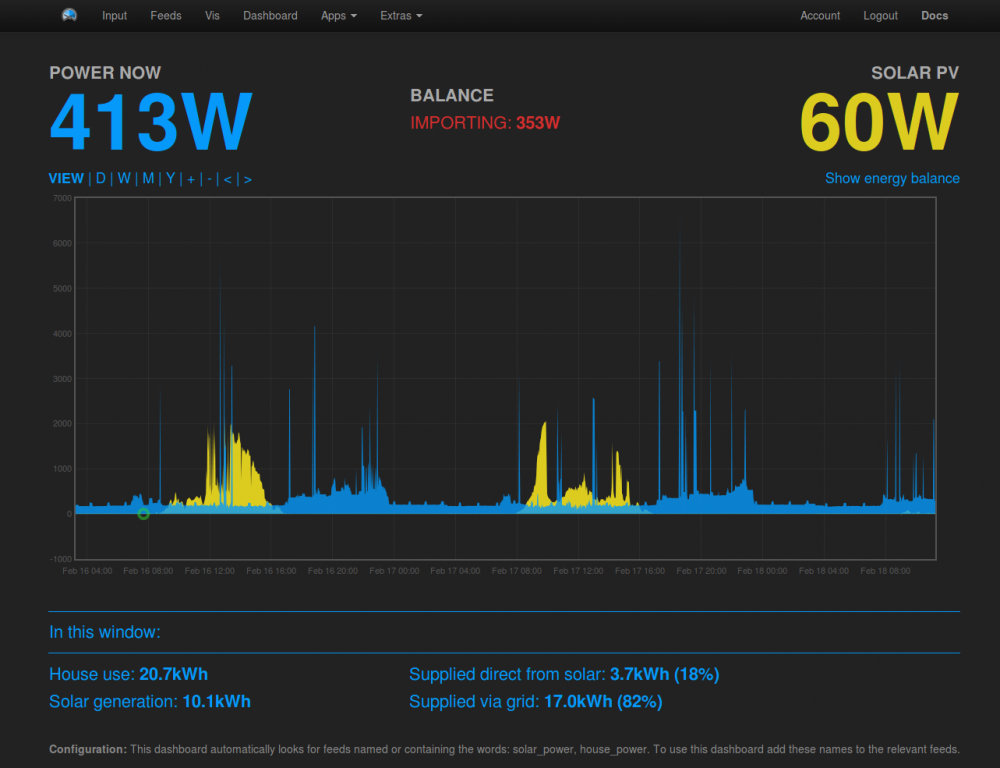 Input Feeds Vis Dashboard Apps Extras Account Logout Docs
POWER NOW
413W
BALANCE
IMPORTING: 353W
SOLAR PV
60W
VIEW | D | W | M | Y | + | - | < | >
Show energy balance
7000
6000
5000
4000
3000
2000
1000
0
-1000
Feb 16 04:00 Feb 16 08:00 Feb 16 12:00 Feb 16 16:00 Feb 16 20:00 Feb 17 00:00 Feb 17 04:00 Feb 17 08:00 Feb 17 12:00 Feb 17 16:00 Feb 17 20:00 Feb 18 00:00 Feb 18 04:00 Feb 18 08:00
In this window:
House use: 20.7kWh
Supplied direct from solar: 3.7kWh (18%)
Solar generation: 10.1kWh
Supplied via grid: 17.0kWh (82%)
Configuration: This dashboard automatically looks for feeds named or containing the words: solar_power, house_power. To use this dashboard add these names to the relevant feeds.